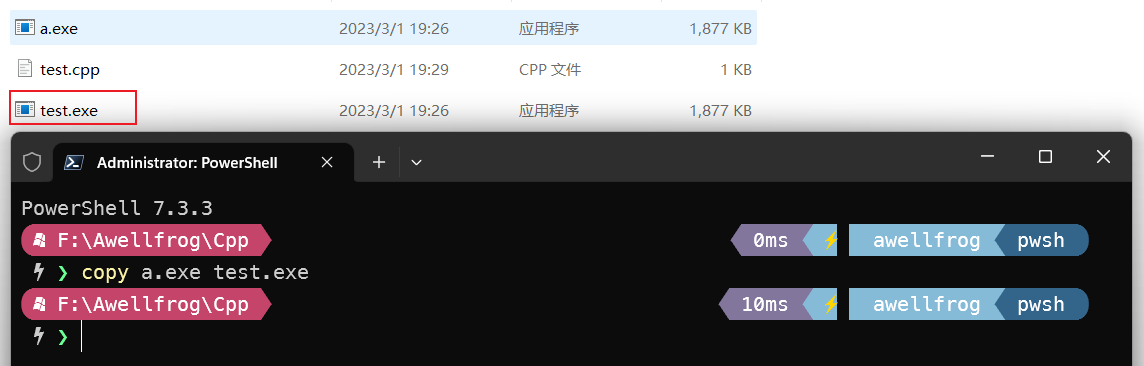 a.exe 2023/3/1 19:26 应用程序 1,877 KB
test.cpp 2023/3/1 19:29 CPP 文件 1 KB
test.exe 2023/3/1 19:26 应用程序 1,877 KB
Administrator: PowerShell
PowerShell 7.3.3
F:\Awellfrog\Cpp 0ms awellfrog pwsh
❯ copy a.exe test.exe
F:\Awellfrog\Cpp 10ms awellfrog pwsh
❯